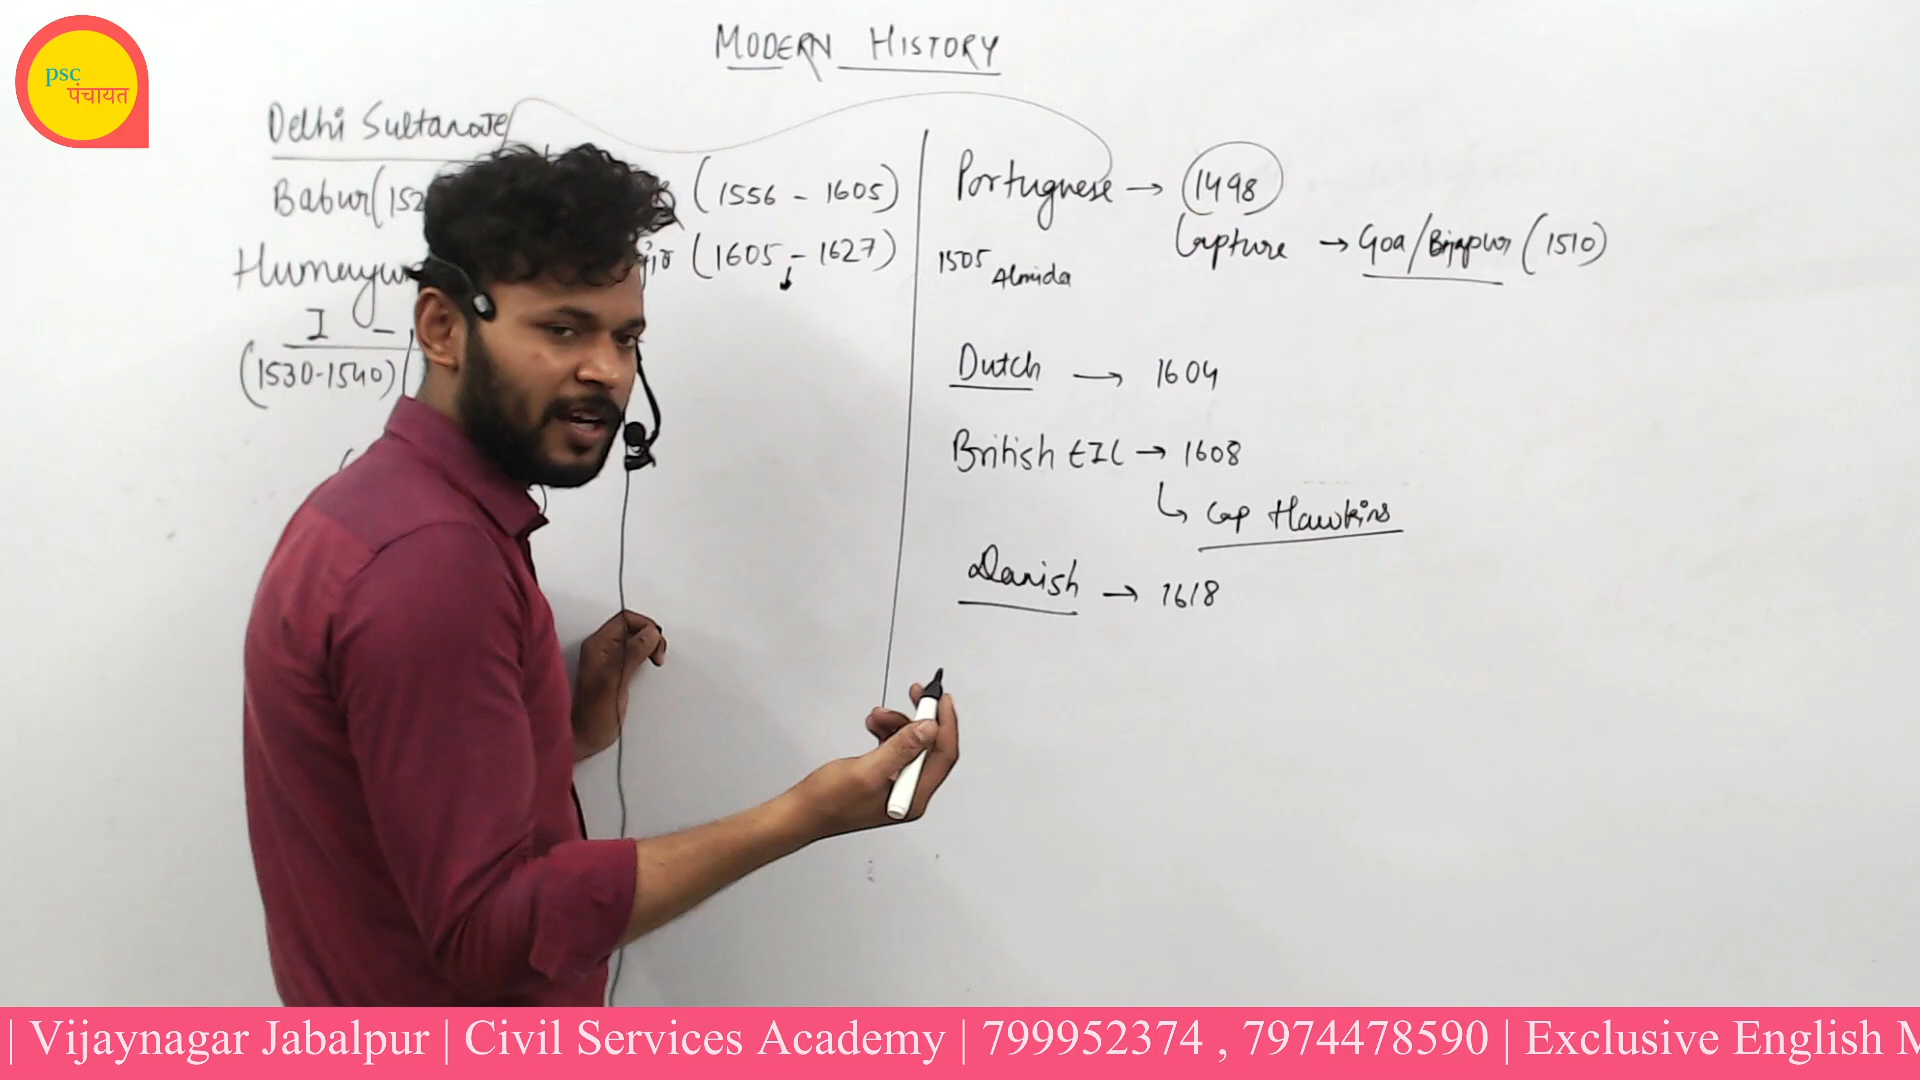 psc
पंचायत
MODERN HISTORY
Delhi Sultanate
Babur (152
(1556 - 1605)
Humayun
(1605 - 1627)
I -
(1530-1540)
Portuguese → 1498
Capture → Goa/Bijapur (1510)
1505 Almida
Dutch → 1604
British EIC → 1608
↳ Cap Hawkins
Danish → 1618
| Vijaynagar Jabalpur | Civil Services Academy | 799952374 , 7974478590 | Exclusive English M